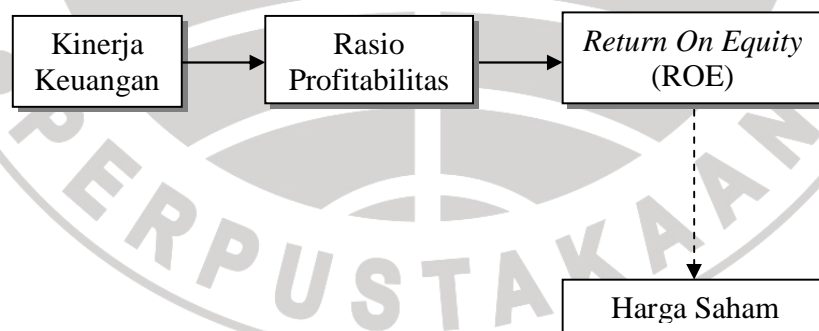 Kinerja
Keuangan
Rasio
Profitabilitas
Return On Equity
(ROE)
Harga Saham
PERPUSTAKAAN